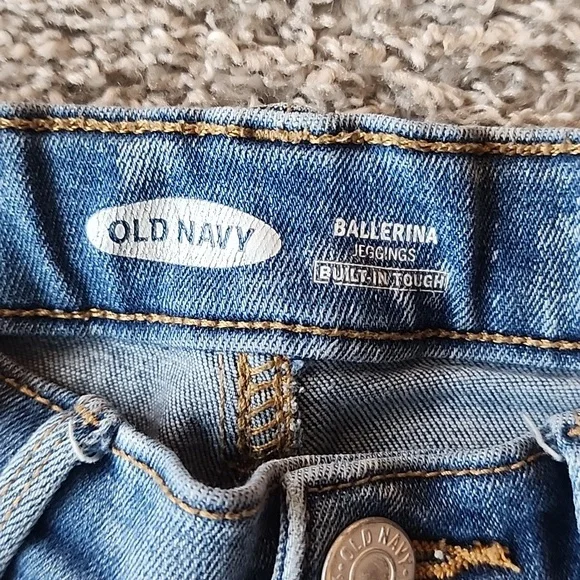 OLD NAVY
BALLERINA
JEGGINGS
BUILT-IN TOUGH
OLD NAVY